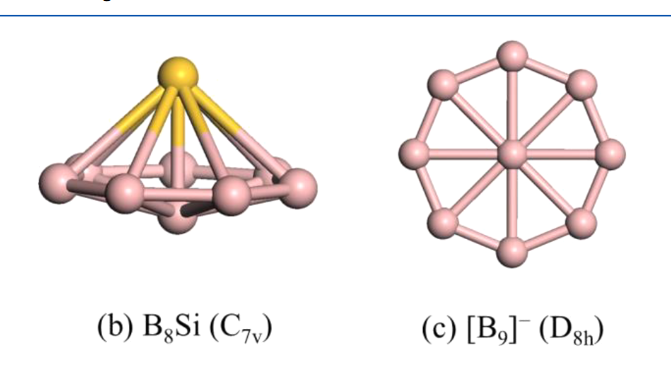 (b) B₈Si (C₇ᵥ)
(c) [B₉]⁻ (D₈ₕ)